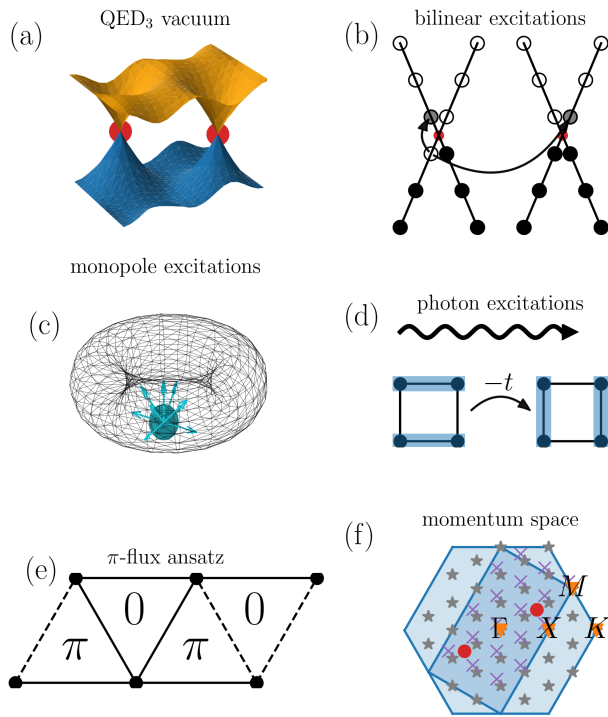 (a)
QED₃ vacuum
(b)
bilinear excitations
monopole excitations
(c)
(d)
photon excitations
−t
(e)
π-flux ansatz
0
0
π
π
(f)
momentum space
M
Γ
X
K